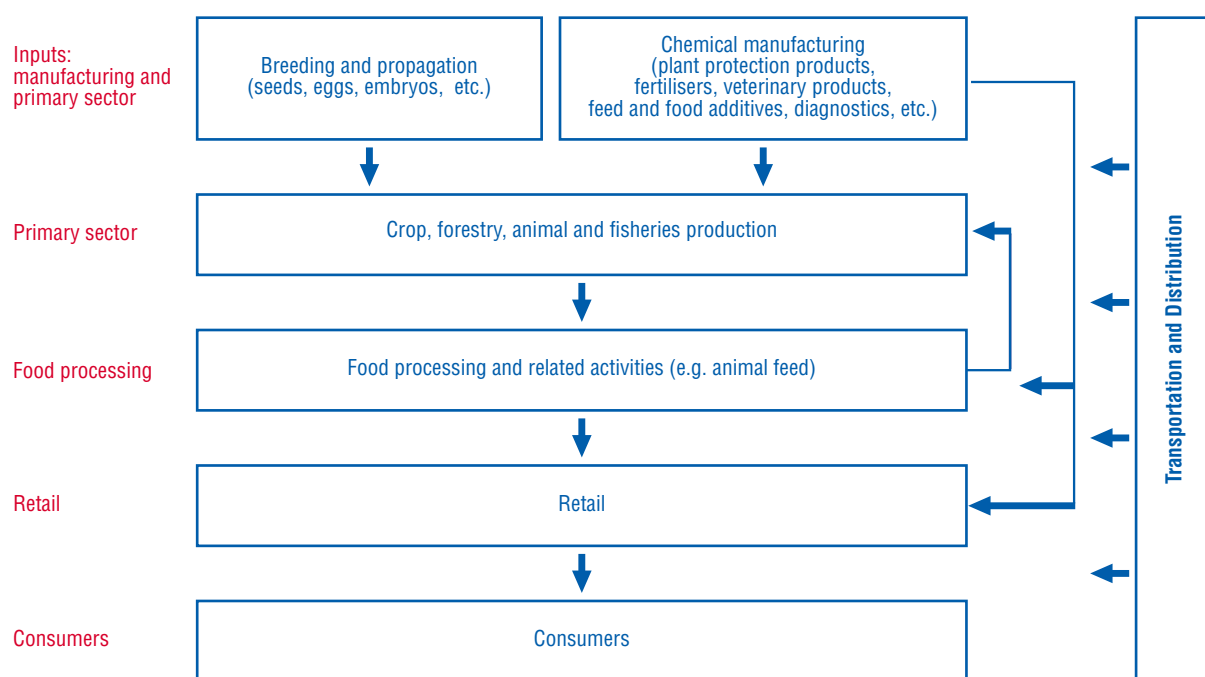 Inputs:
manufacturing and
primary sector
Breeding and propagation
(seeds, eggs, embryos, etc.)
Chemical manufacturing
(plant protection products,
fertilisers, veterinary products,
feed and food additives, diagnostics, etc.)
Primary sector
Crop, forestry, animal and fisheries production
Food processing
Food processing and related activities (e.g. animal feed)
Retail
Retail
Consumers
Consumers
Transportation and Distribution